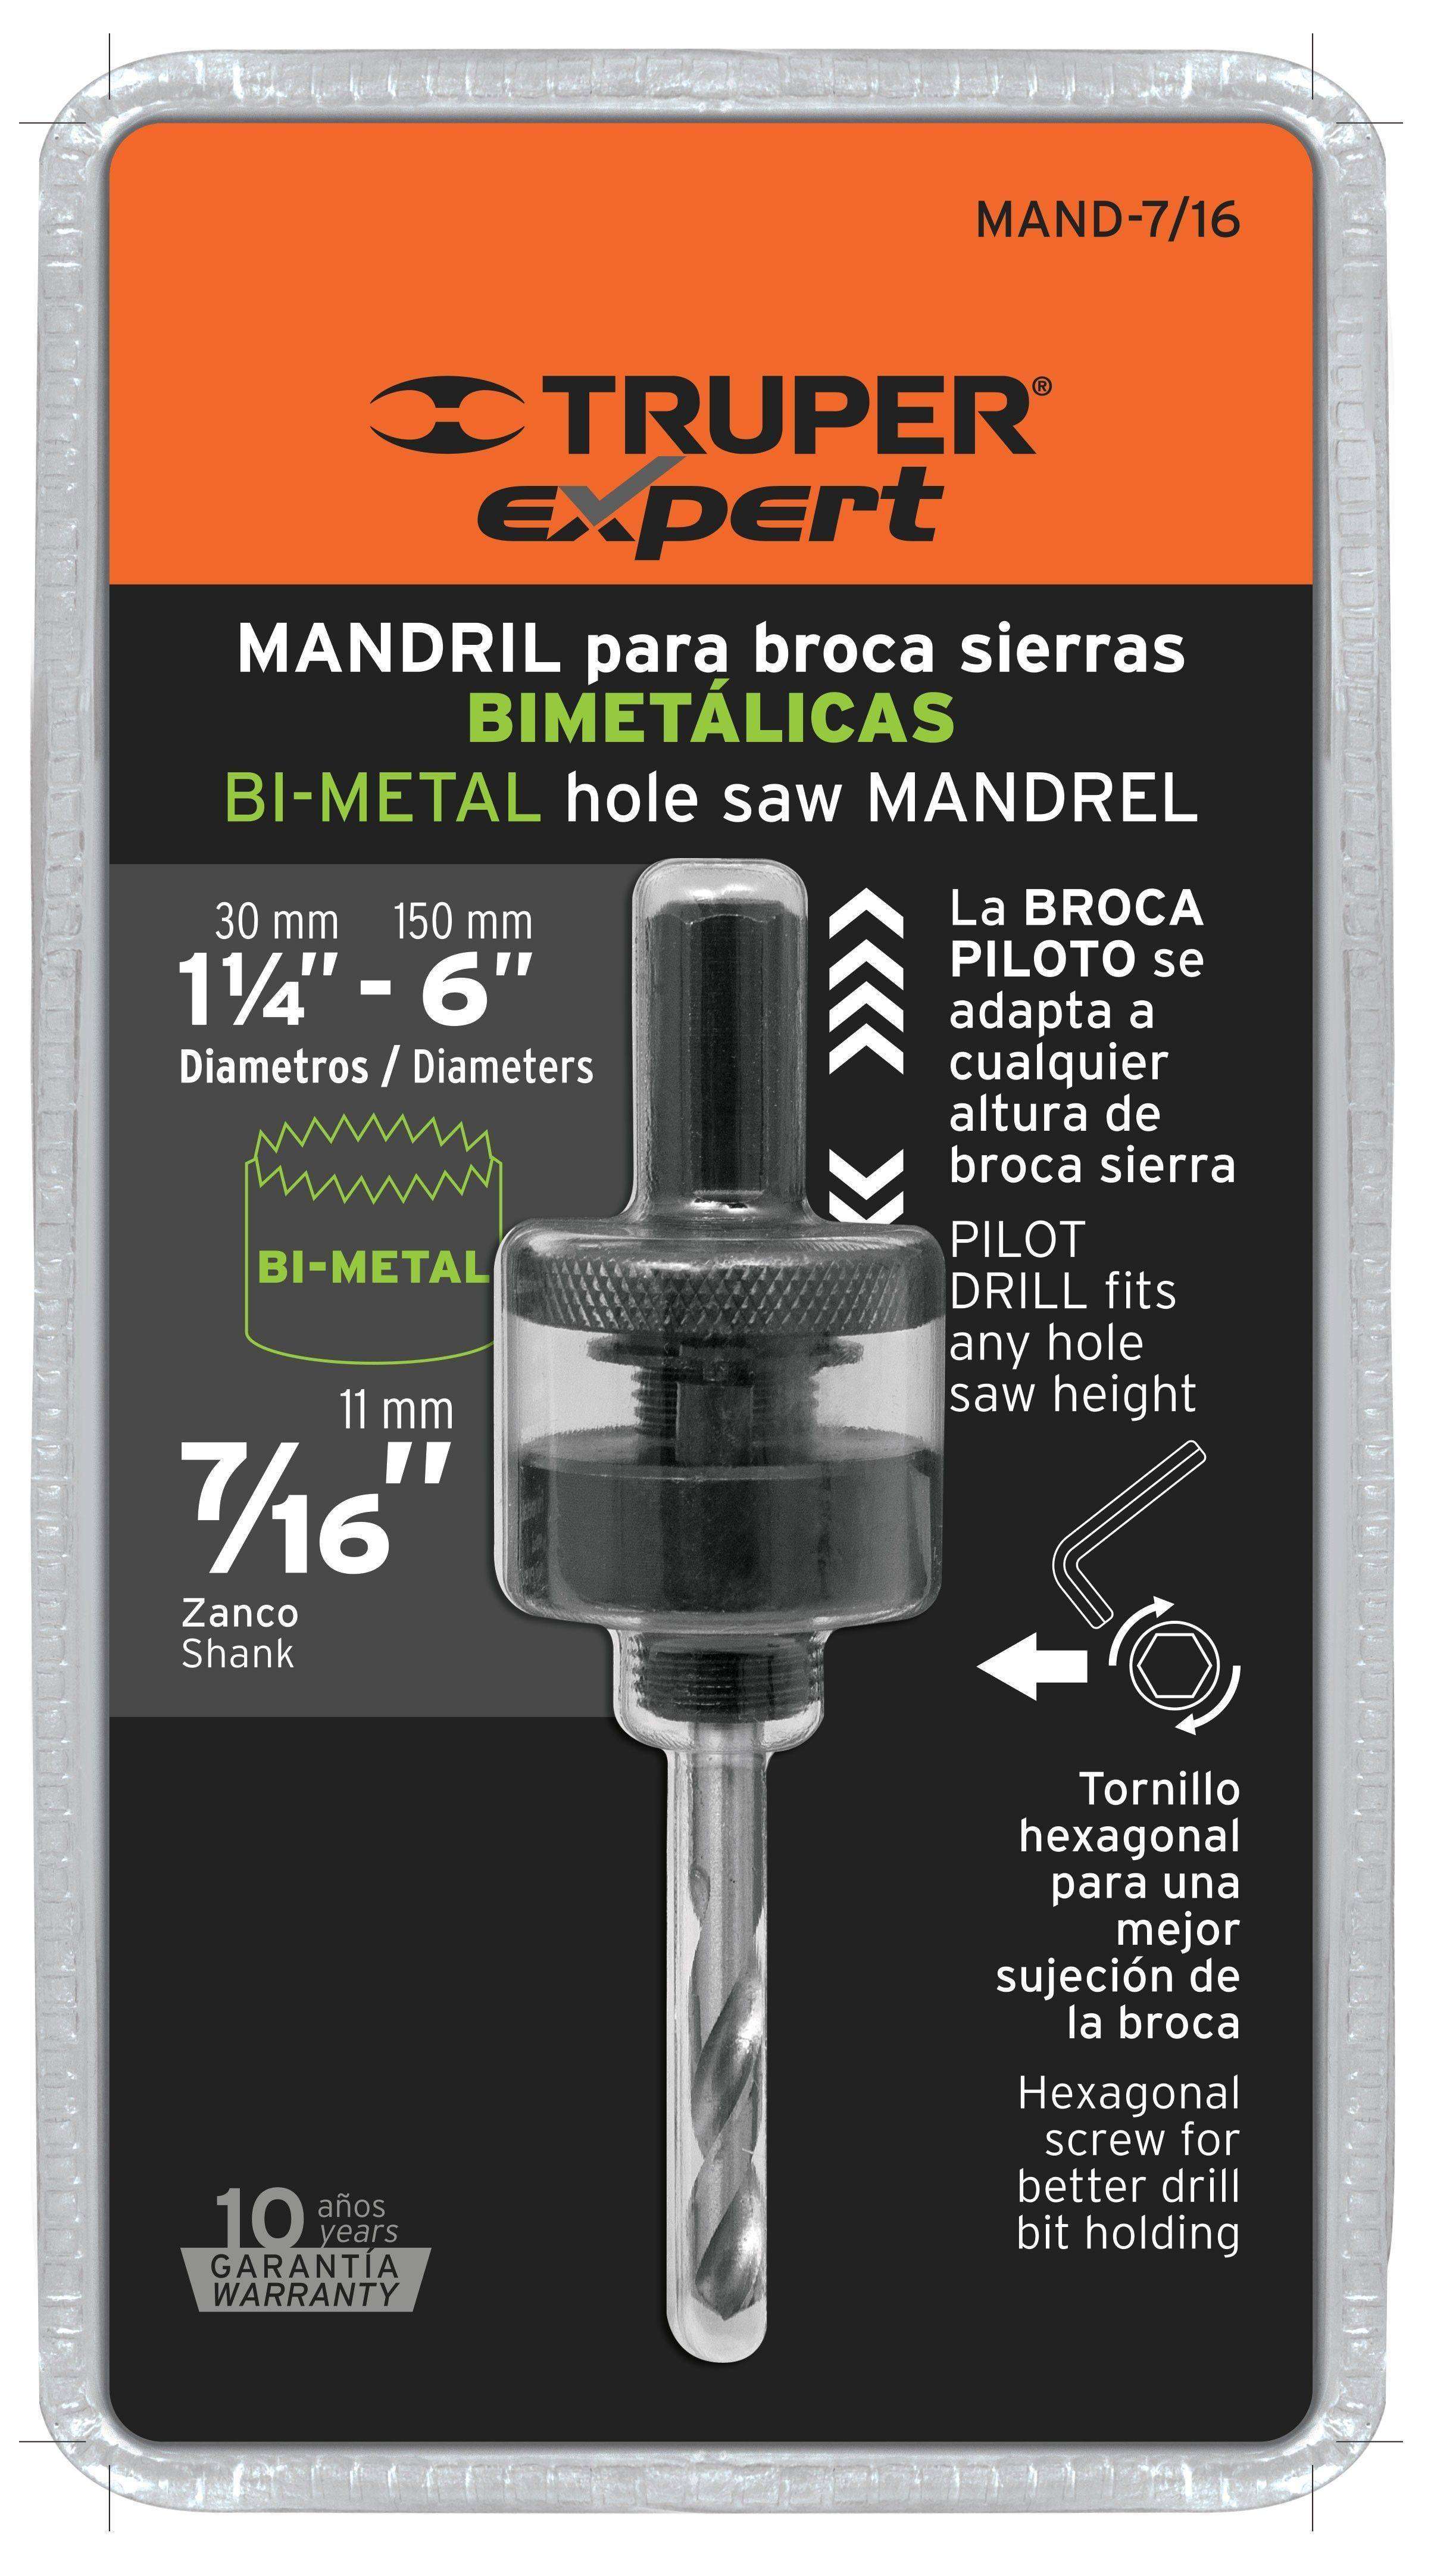 MAND-7/16
TRUPER®
expert
MANDRIL para broca sierras
BIMETÁLICAS
BI-METAL hole saw MANDREL
30 mm 150 mm
1¼" - 6"
Diametros / Diameters
BI-METAL
11 mm
7/16"
Zanco
Shank
La BROCA
PILOTO se
adapta a
cualquier
altura de
broca sierra
PILOT
DRILL fits
any hole
saw height
Tornillo
hexagonal
para una
mejor
sujeción de
la broca
Hexagonal
screw for
better drill
bit holding
10 años
years
GARANTÍA
WARRANTY